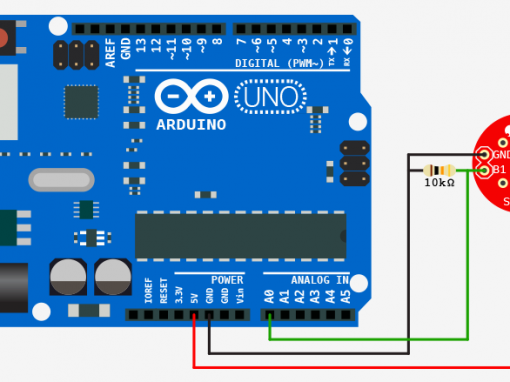 AREF
GND
13
12
~11
~10
~9
8
7
~6
~5
4
~3
2
TX→1
RX←0
DIGITAL (PWM~)
UNO
ARDUINO
GND
B1
10kΩ
S
POWER
ANALOG IN
IOREF
RESET
3.3V
5V
GND
GND
Vin
A0
A1
A2
A3
A4
A5